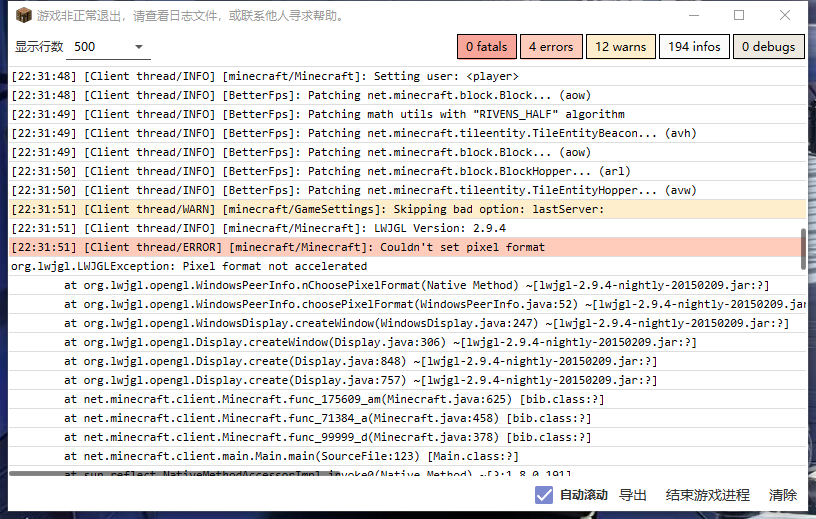 游戏非正常退出，请查看日志文件，或联系他人寻求帮助。
显示行数 500 0 fatals 4 errors 12 warns 194 infos 0 debugs
[22:31:48] [Client thread/INFO] [minecraft/Minecraft]: Setting user: <player>
[22:31:48] [Client thread/INFO] [BetterFps]: Patching net.minecraft.block.Block... (aow)
[22:31:49] [Client thread/INFO] [BetterFps]: Patching math utils with "RIVENS_HALF" algorithm
[22:31:49] [Client thread/INFO] [BetterFps]: Patching net.minecraft.tileentity.TileEntityBeacon... (avh)
[22:31:49] [Client thread/INFO] [BetterFps]: Patching net.minecraft.block.Block... (aow)
[22:31:50] [Client thread/INFO] [BetterFps]: Patching net.minecraft.block.BlockHopper... (arl)
[22:31:50] [Client thread/INFO] [BetterFps]: Patching net.minecraft.tileentity.TileEntityHopper... (avw)
[22:31:51] [Client thread/WARN] [minecraft/GameSettings]: Skipping bad option: lastServer:
[22:31:51] [Client thread/INFO] [minecraft/Minecraft]: LWJGL Version: 2.9.4
[22:31:51] [Client thread/ERROR] [minecraft/Minecraft]: Couldn't set pixel format
org.lwjgl.LWJGLException: Pixel format not accelerated
at org.lwjgl.opengl.WindowsPeerInfo.nChoosePixelFormat(Native Method) ~[lwjgl-2.9.4-nightly-20150209.jar:?]
at org.lwjgl.opengl.WindowsPeerInfo.choosePixelFormat(WindowsPeerInfo.java:52) ~[lwjgl-2.9.4-nightly-20150209.jar
at org.lwjgl.opengl.WindowsDisplay.createWindow(WindowsDisplay.java:247) ~[lwjgl-2.9.4-nightly-20150209.jar:?]
at org.lwjgl.opengl.Display.createWindow(Display.java:306) ~[lwjgl-2.9.4-nightly-20150209.jar:?]
at org.lwjgl.opengl.Display.create(Display.java:848) ~[lwjgl-2.9.4-nightly-20150209.jar:?]
at org.lwjgl.opengl.Display.create(Display.java:757) ~[lwjgl-2.9.4-nightly-20150209.jar:?]
at net.minecraft.client.Minecraft.func_175609_am(Minecraft.java:625) [bib.class:?]
at net.minecraft.client.Minecraft.func_71384_a(Minecraft.java:458) [bib.class:?]
at net.minecraft.client.Minecraft.func_99999_d(Minecraft.java:378) [bib.class:?]
at net.minecraft.client.main.Main.main(SourceFile:123) [Main.class:?]
at sun.reflect.NativeMethodAccessorImpl.invoke0(Native Method) ~[?:1.8.0_191]
自动滚动 导出 结束游戏进程 清除